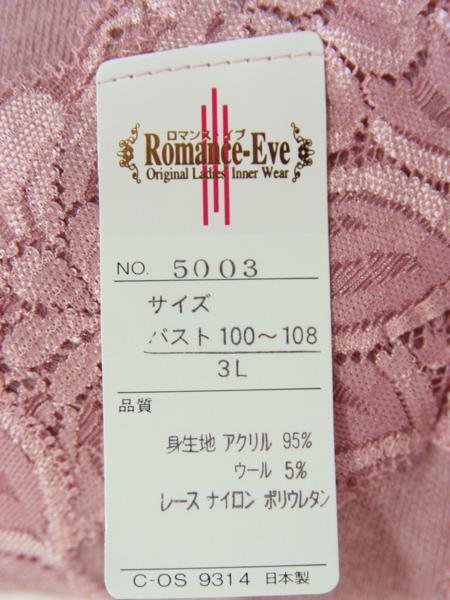 ロマンス・イブ
Romance-Eve
Original Ladies' Inner Wear
NO. 5003
サイズ
バスト 100～108
3L
品質
身生地 アクリル 95%
ウール 5%
レース ナイロン ポリウレタン
C-OS 9314 日本製